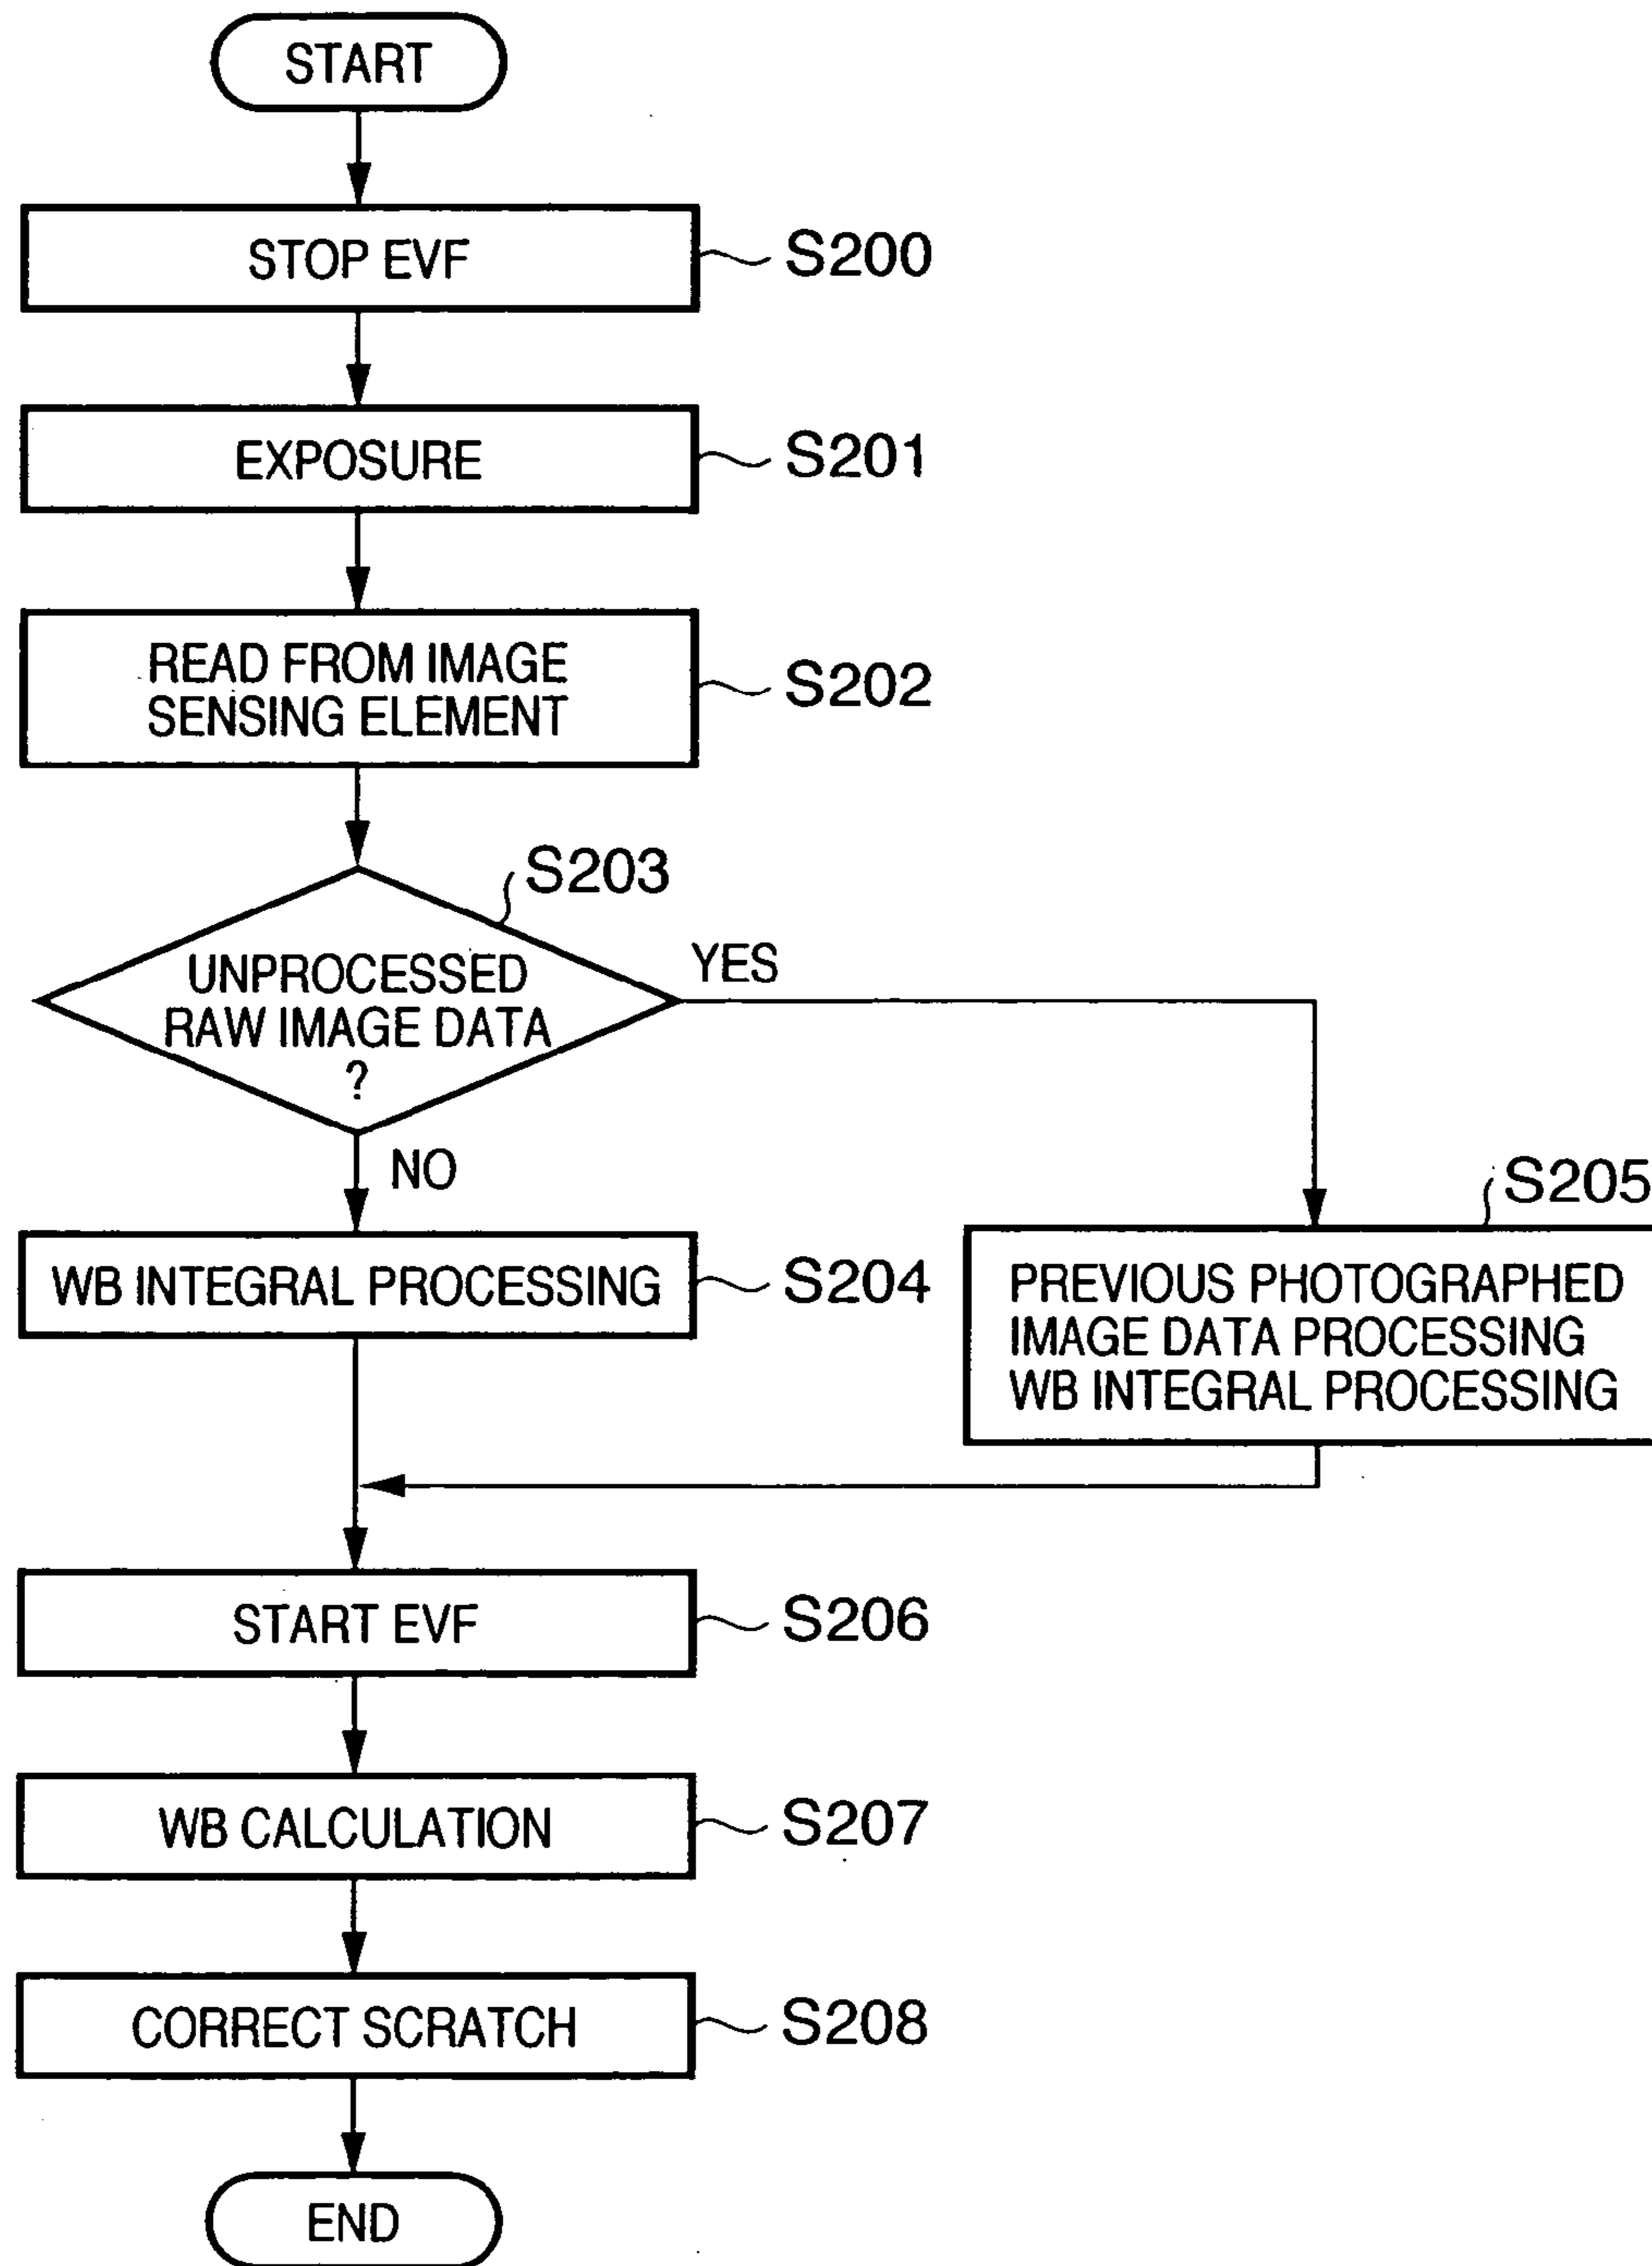 START
STOP EVF
S200
EXPOSURE
S201
READ FROM IMAGE
SENSING ELEMENT
S202
S203
UNPROCESSED
RAW IMAGE DATA
?
YES
NO
WB INTEGRAL PROCESSING
S204
S205
PREVIOUS PHOTOGRAPHED
IMAGE DATA PROCESSING
WB INTEGRAL PROCESSING
START EVF
S206
WB CALCULATION
S207
CORRECT SCRATCH
S208
END